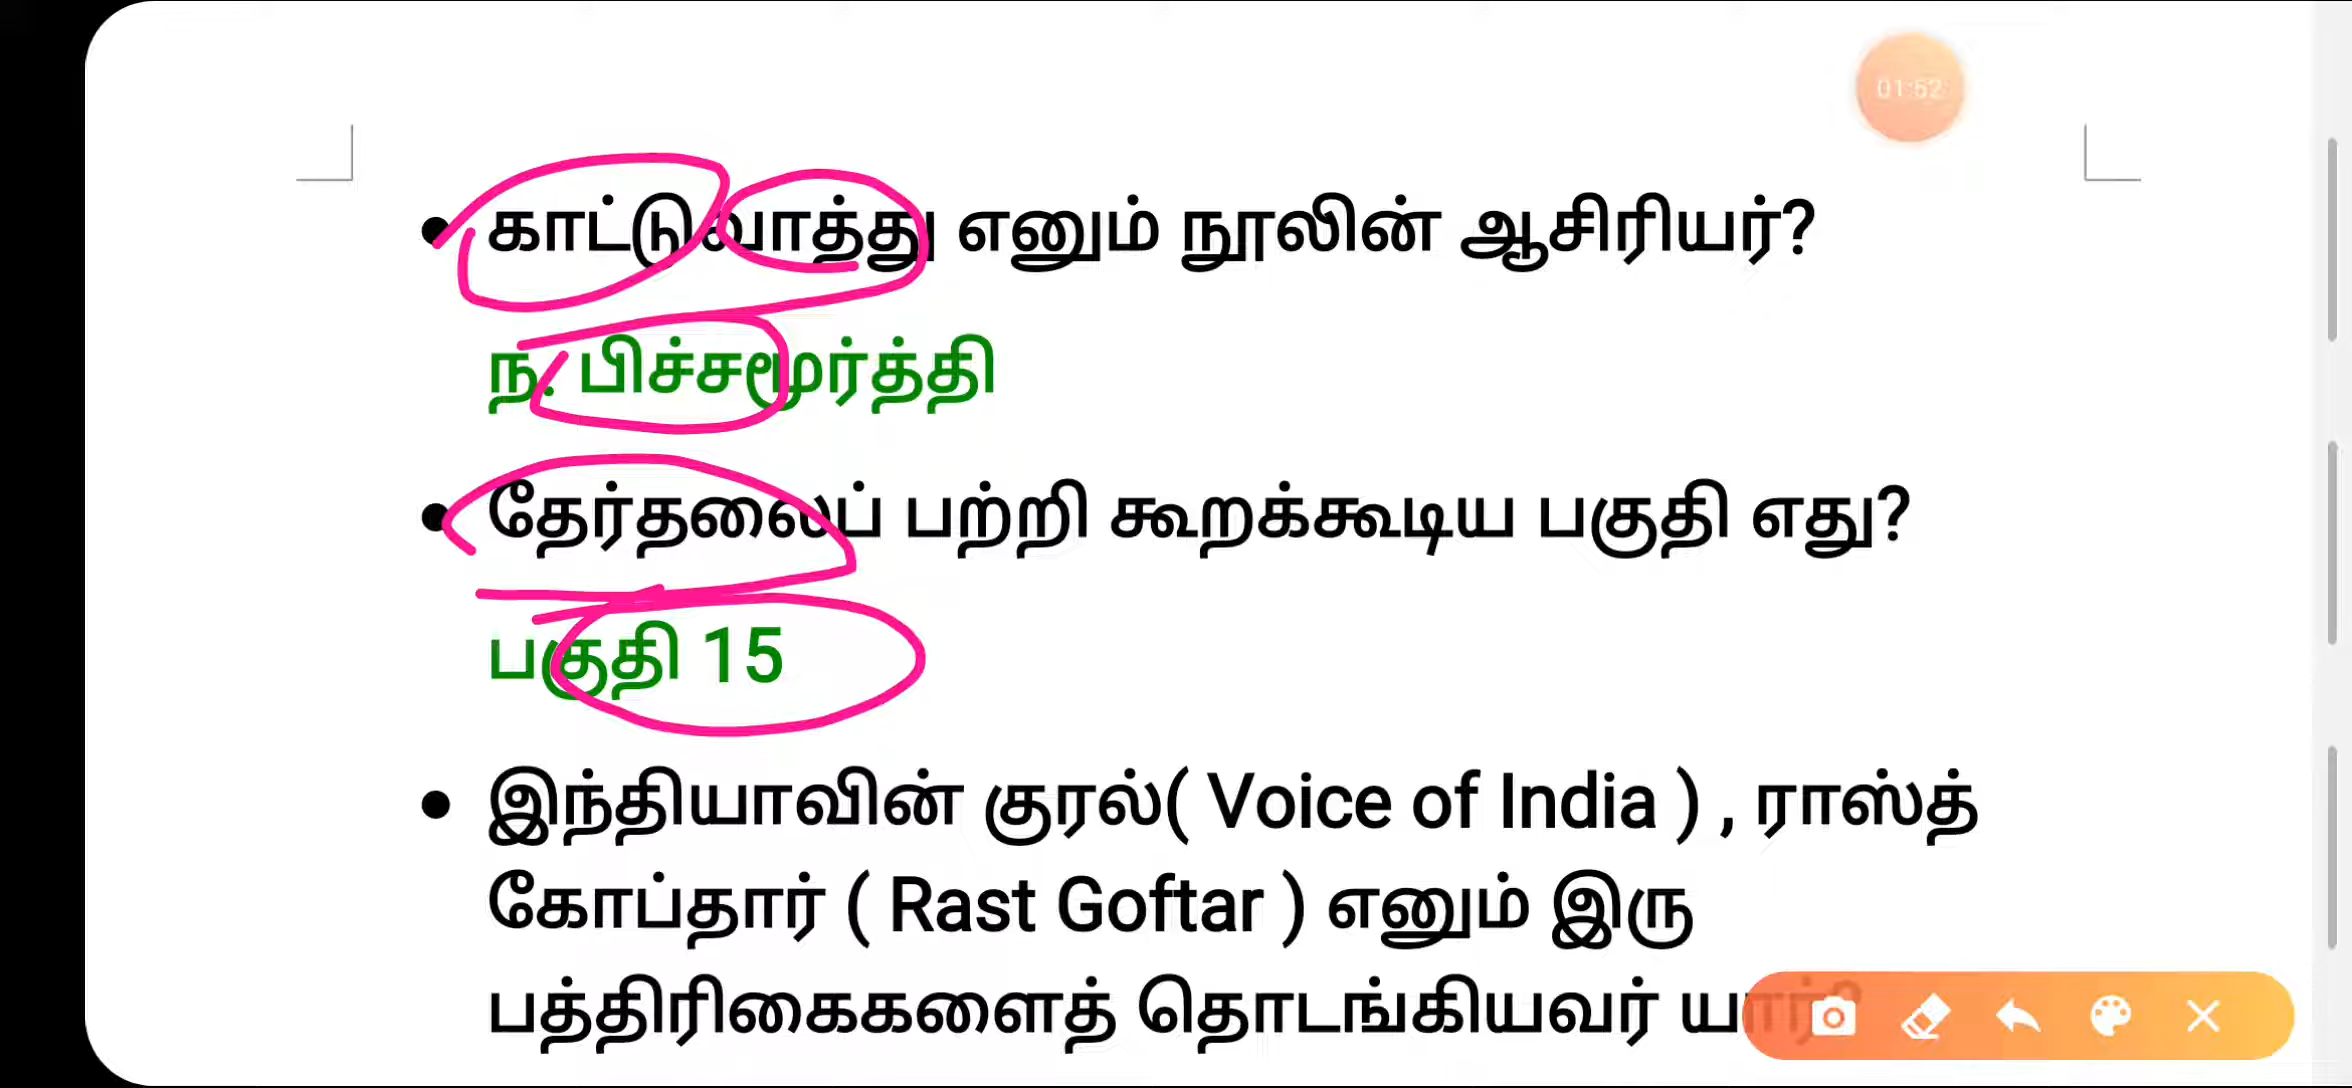 01:52
காட்டுவாத்து எனும் நூலின் ஆசிரியர்?
ந. பிச்சமூர்த்தி
தேர்தலைப் பற்றி கூறக்கூடிய பகுதி எது?
பகுதி 15
இந்தியாவின் குரல்( Voice of India ) , ராஸ்த்
கோப்தார் ( Rast Goftar ) எனும் இரு
பத்திரிகைகளைத் தொடங்கியவர் யார்?